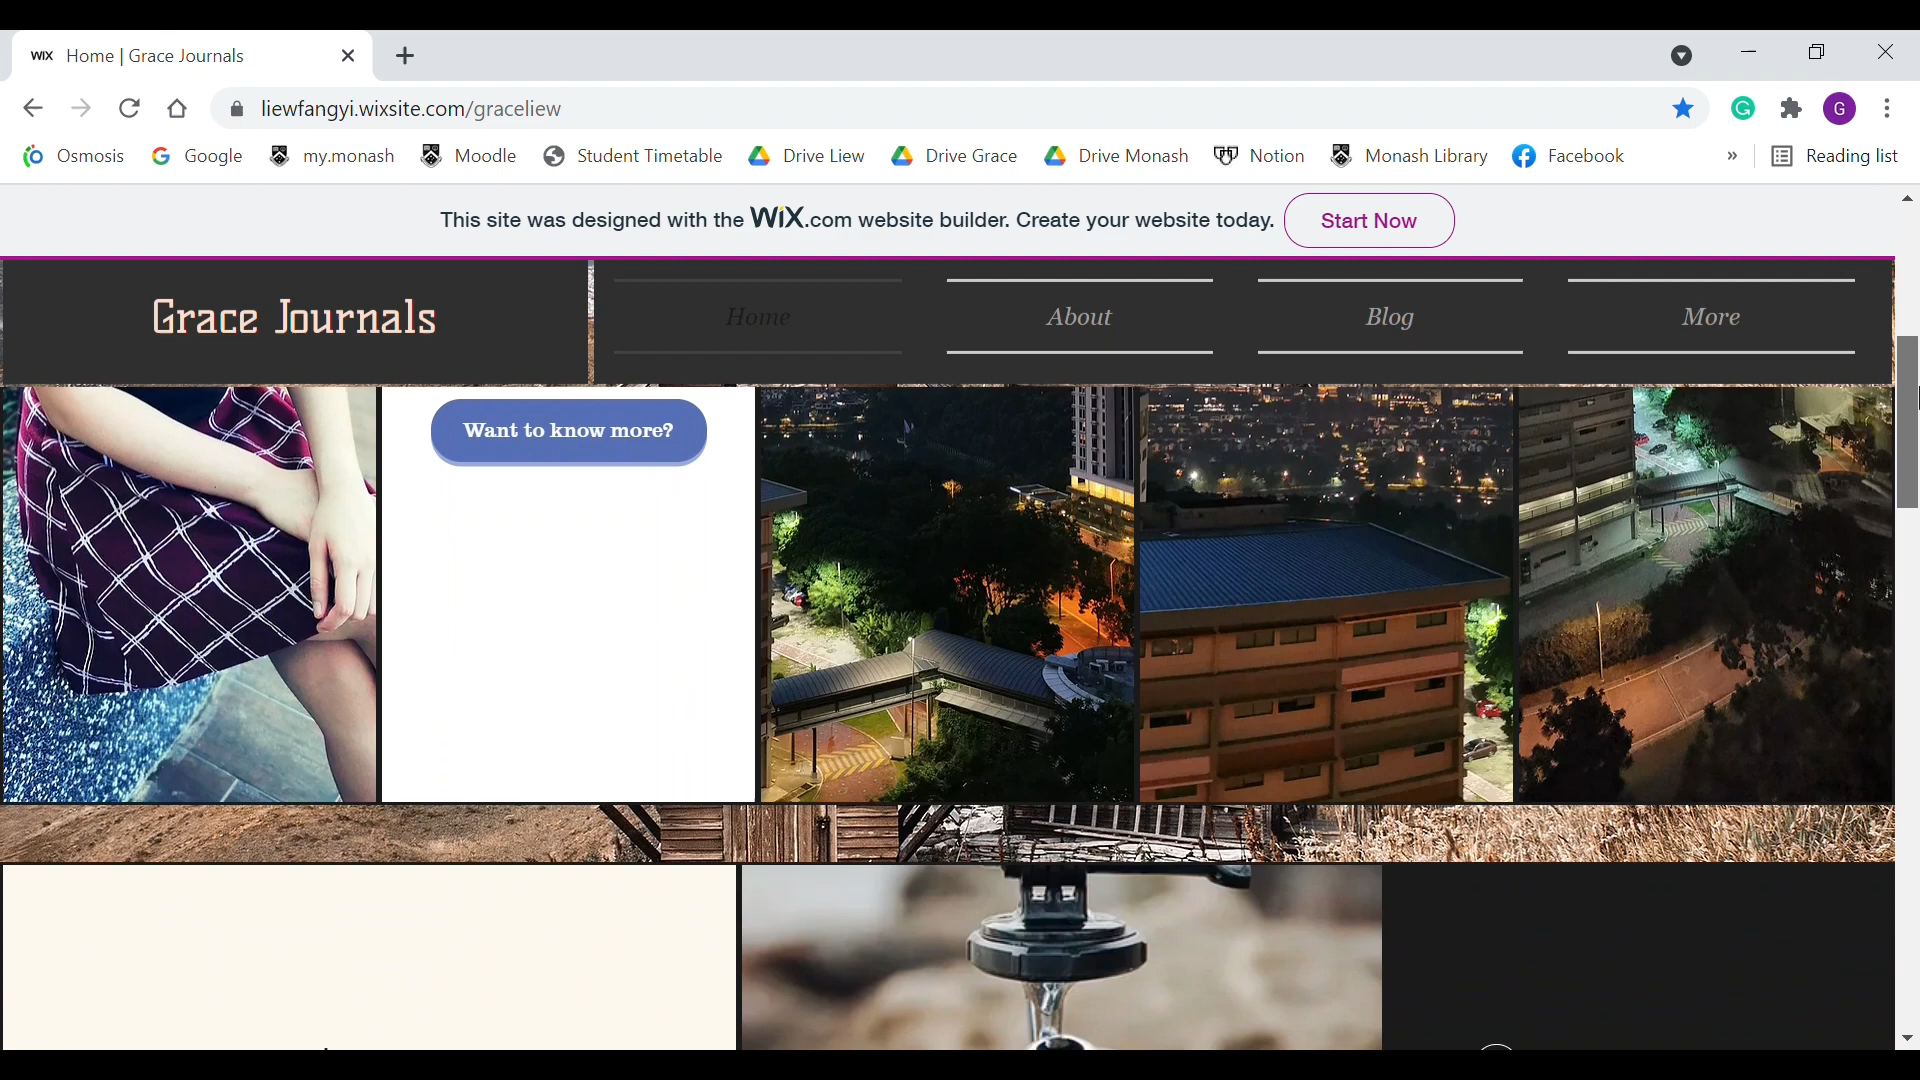 WIX Home | Grace Journals
liewfangyi.wixsite.com/graceliew
G
Osmosis Google my.monash Moodle Student Timetable Drive Liew Drive Grace Drive Monash Notion Monash Library Facebook » Reading list
This site was designed with the WiX.com website builder. Create your website today. Start Now
Grace Journals Home About Blog More
Want to know more?